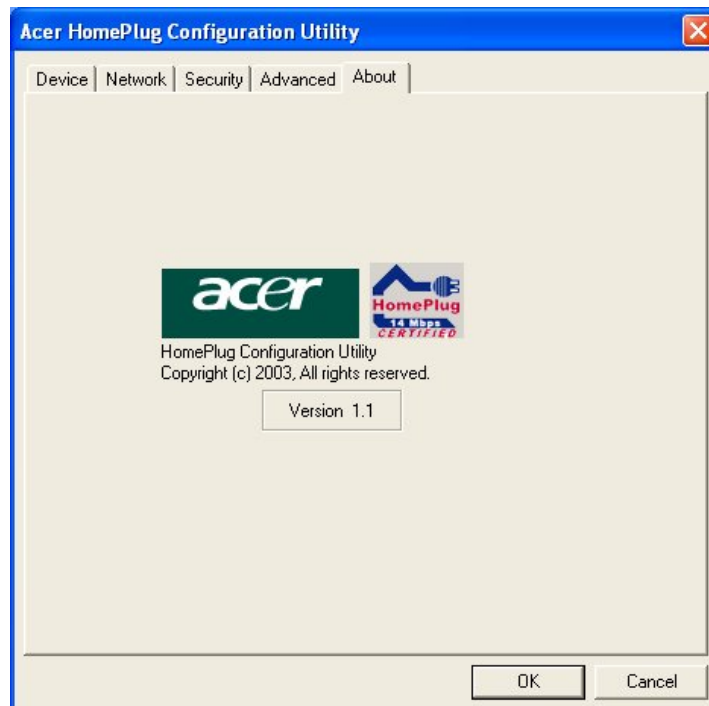 Acer HomePlug Configuration Utility
Device Network Security Advanced About
acer
HomePlug
14 Mbps
CERTIFIED
HomePlug Configuration Utility
Copyright (c) 2003, All rights reserved.
Version 1.1
OK Cancel